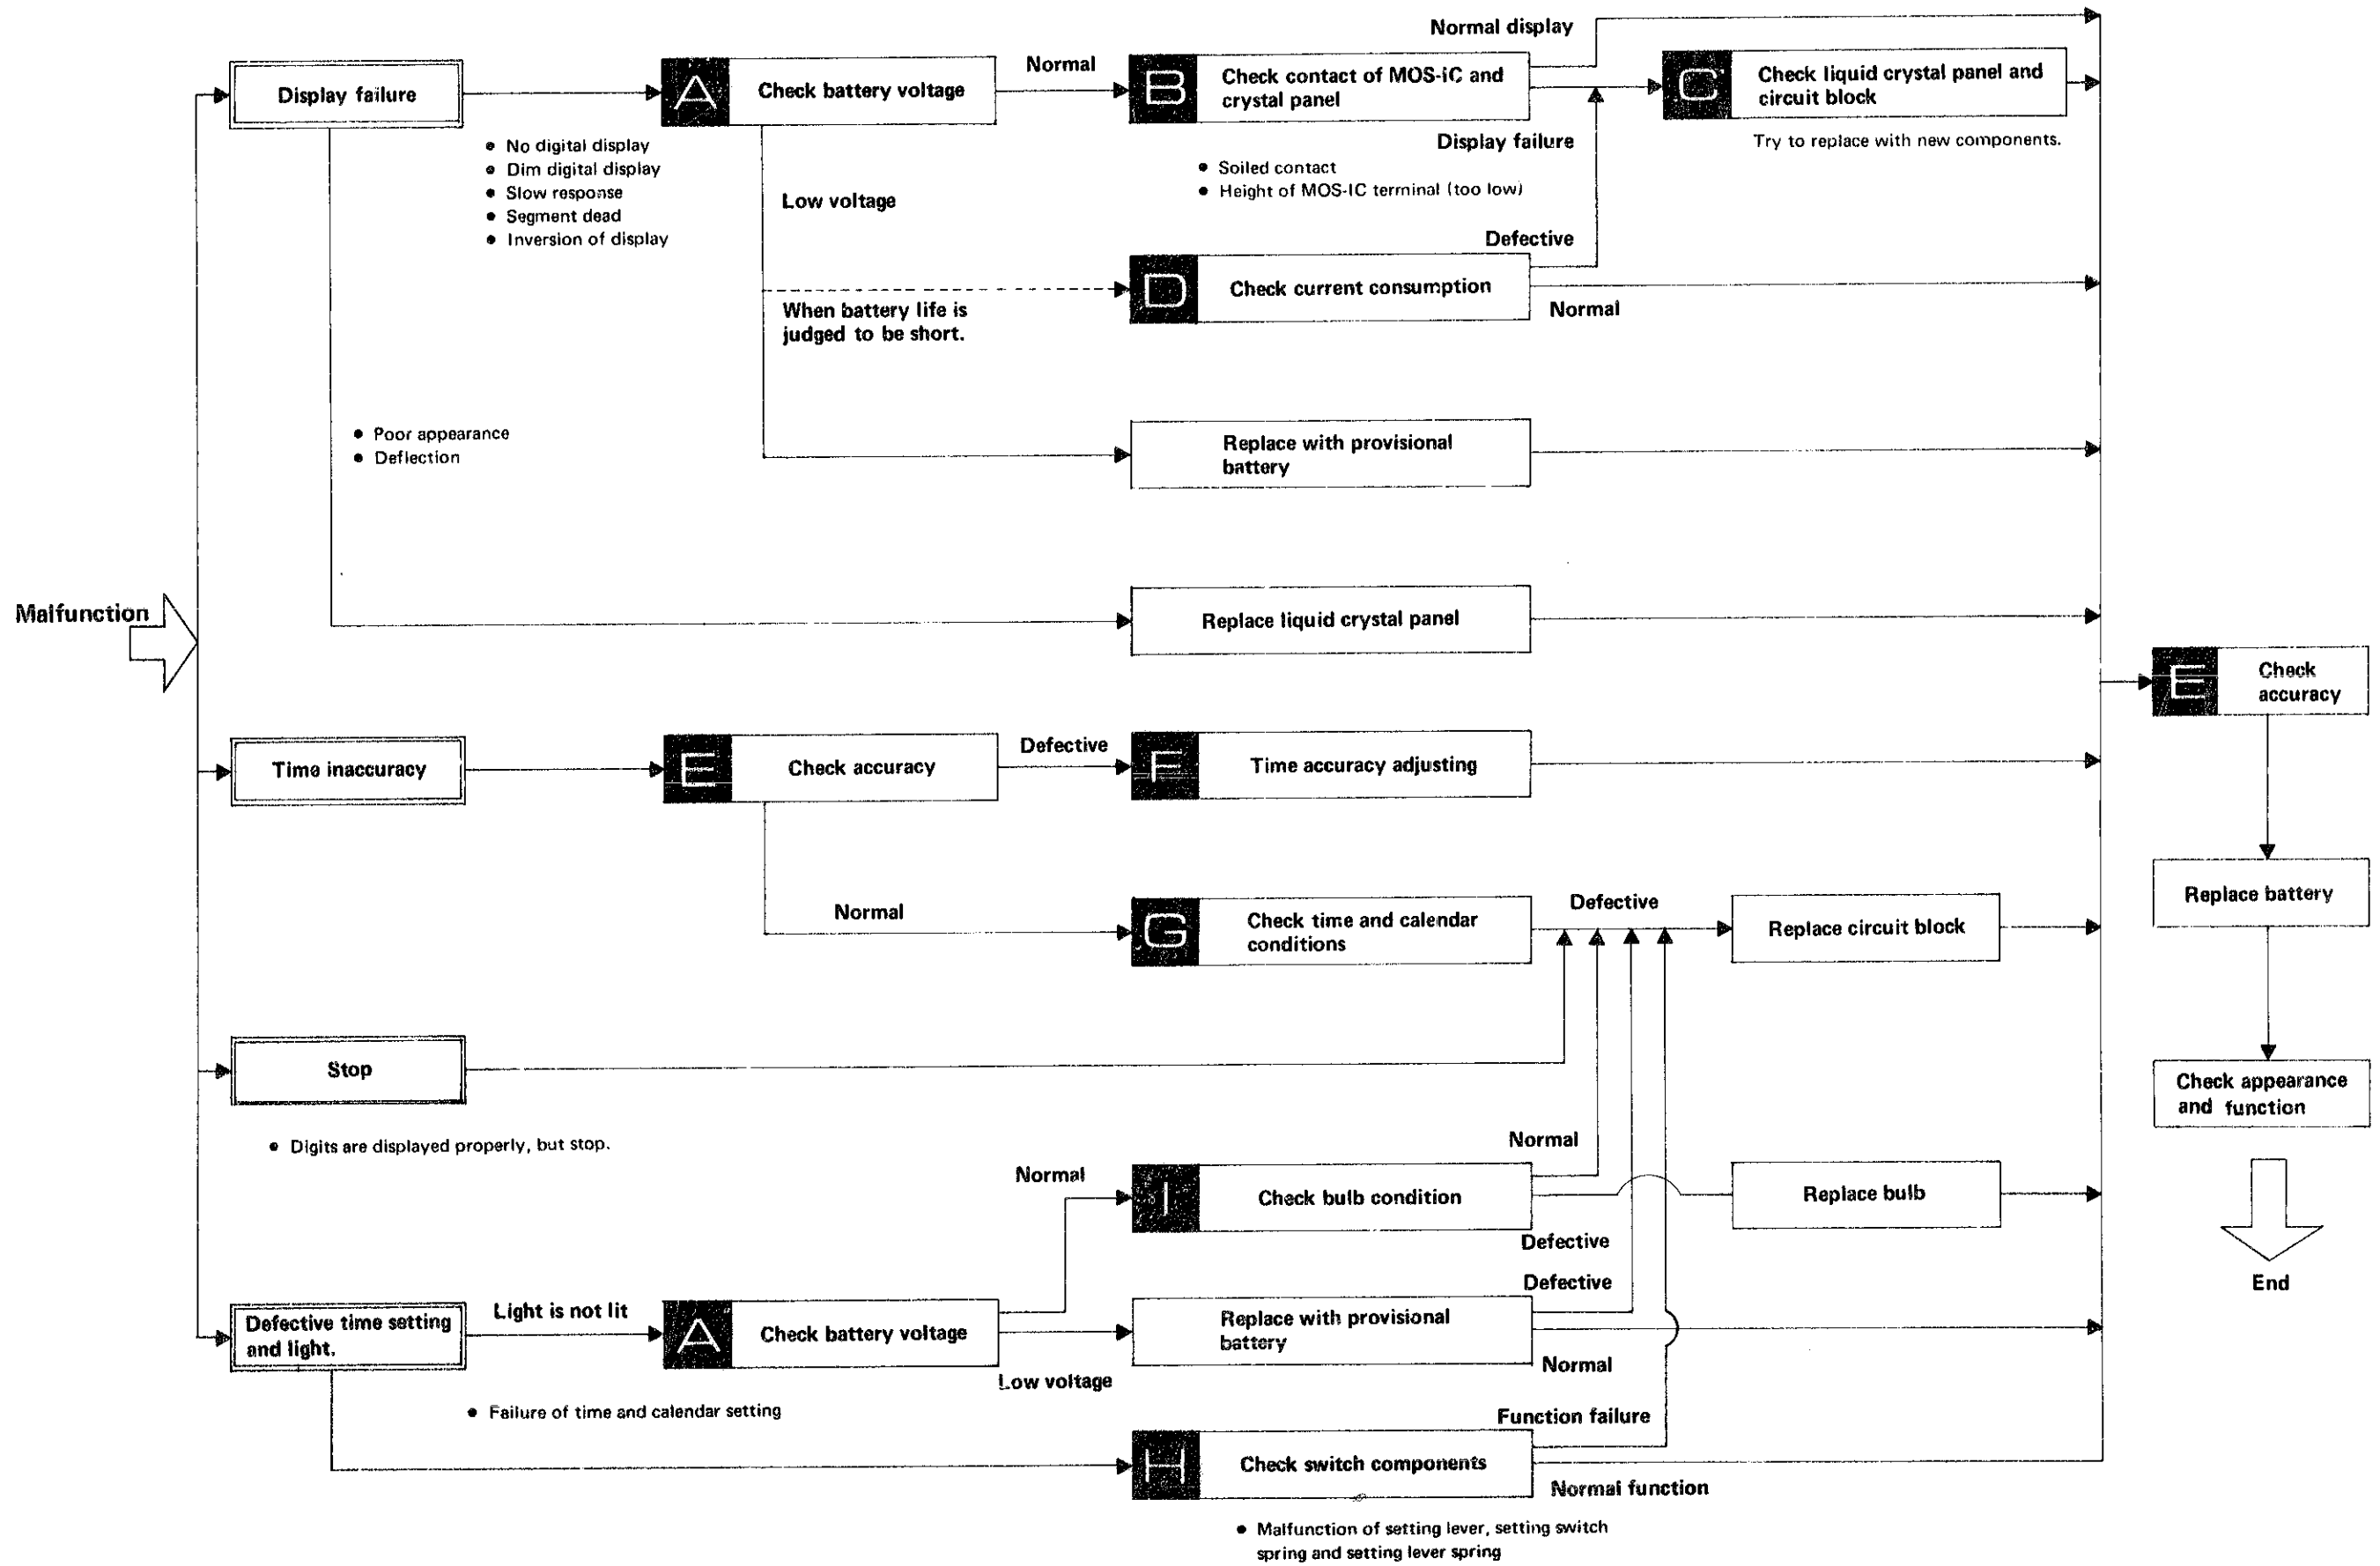 Normal display
Display failure
A
Check battery voltage
Normal
B
Check contact of MOS-iC and
crystal panel
C
Check liquid crystal panel and
circuit block
Try to replace with new components.
● No digital display
● Dim digital display
● Slow response
● Segment dead
● Inversion of display
Low voltage
Display failure
● Soiled contact
● Height of MOS-IC terminal (too low)
Defective
D
Check current consumption
Normal
When battery life is
judged to be short.
● Poor appearance
● Deflection
Replace with provisional
battery
Malfunction
Replace liquid crystal panel
E
Check
accuracy
Time inaccuracy
E
Check accuracy
Defective
F
Time accuracy adjusting
Normal
G
Check time and calendar
conditions
Defective
Replace circuit block
Replace battery
Stop
● Digits are displayed properly, but stop.
Check appearance
and function
Normal
Normal
I
Check bulb condition
Replace bulb
Defective
End
Defective time setting
and light.
Light is not lit
A
Check battery voltage
Low voltage
Defective
Replace with provisional
battery
Normal
● Failure of time and calendar setting
Function failure
H
Check switch components
Normal function
● Malfunction of setting lever, setting switch
spring and setting lever spring